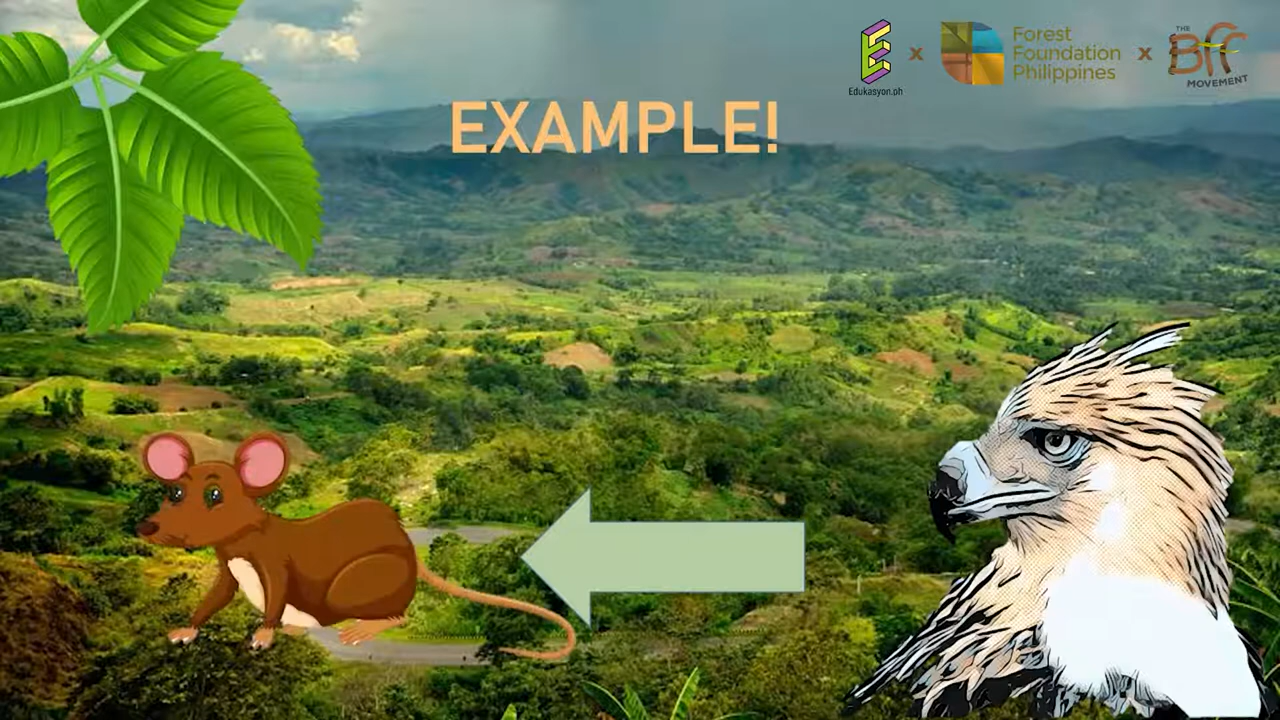 Edukasyon.ph
x
Forest
Foundation
Philippines
x
THE
BFF
MOVEMENT
EXAMPLE!